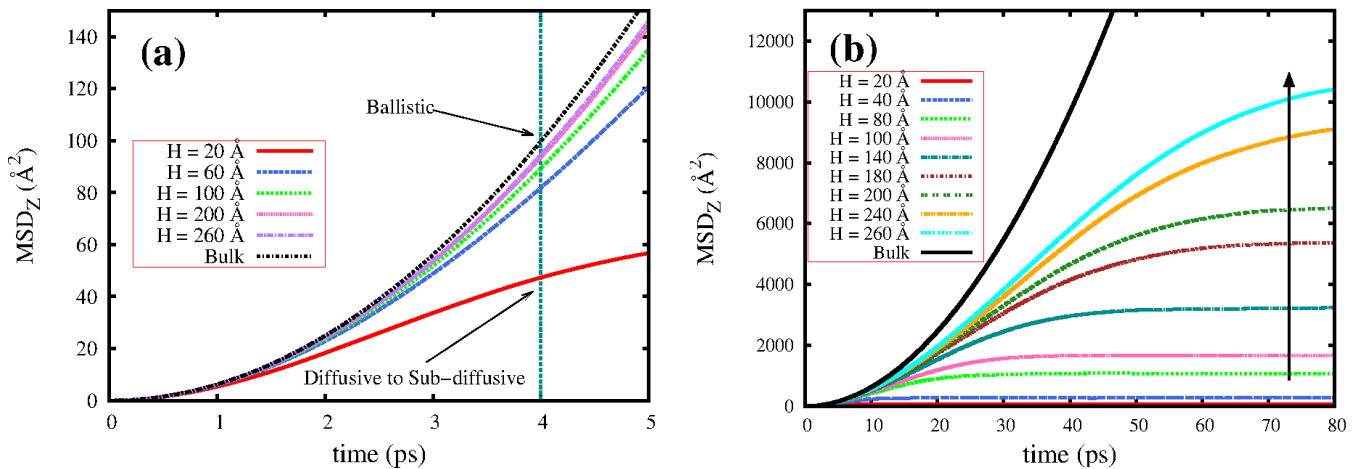 (a)
MSD_Z (Å²)
140
120
100
80
60
40
20
0
Ballistic
H = 20 Å
H = 60 Å
H = 100 Å
H = 200 Å
H = 260 Å
Bulk
Diffusive to Sub-diffusive
0 1 2 3 4 5
time (ps)
(b)
MSD_Z (Å²)
12000
10000
8000
6000
4000
2000
0
H = 20 Å
H = 40 Å
H = 80 Å
H = 100 Å
H = 140 Å
H = 180 Å
H = 200 Å
H = 240 Å
H = 260 Å
Bulk
0 10 20 30 40 50 60 70 80
time (ps)